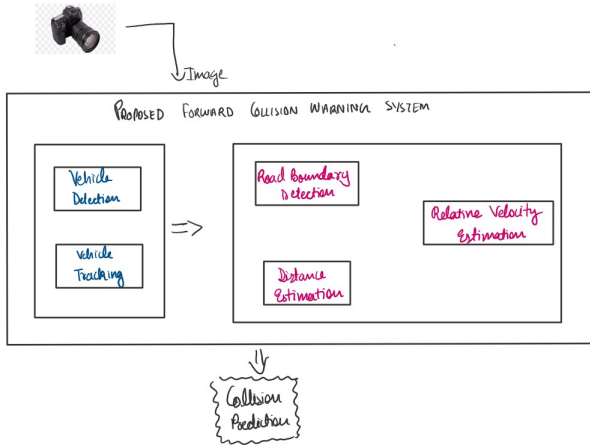 Image
PROPOSED FORWARD COLLISION WARNING SYSTEM
Vehicle
Detection
Vehicle
Tracking
Road Boundary
Detection
Relative Velocity
Estimation
Distance
Estimation
Collision
Prediction